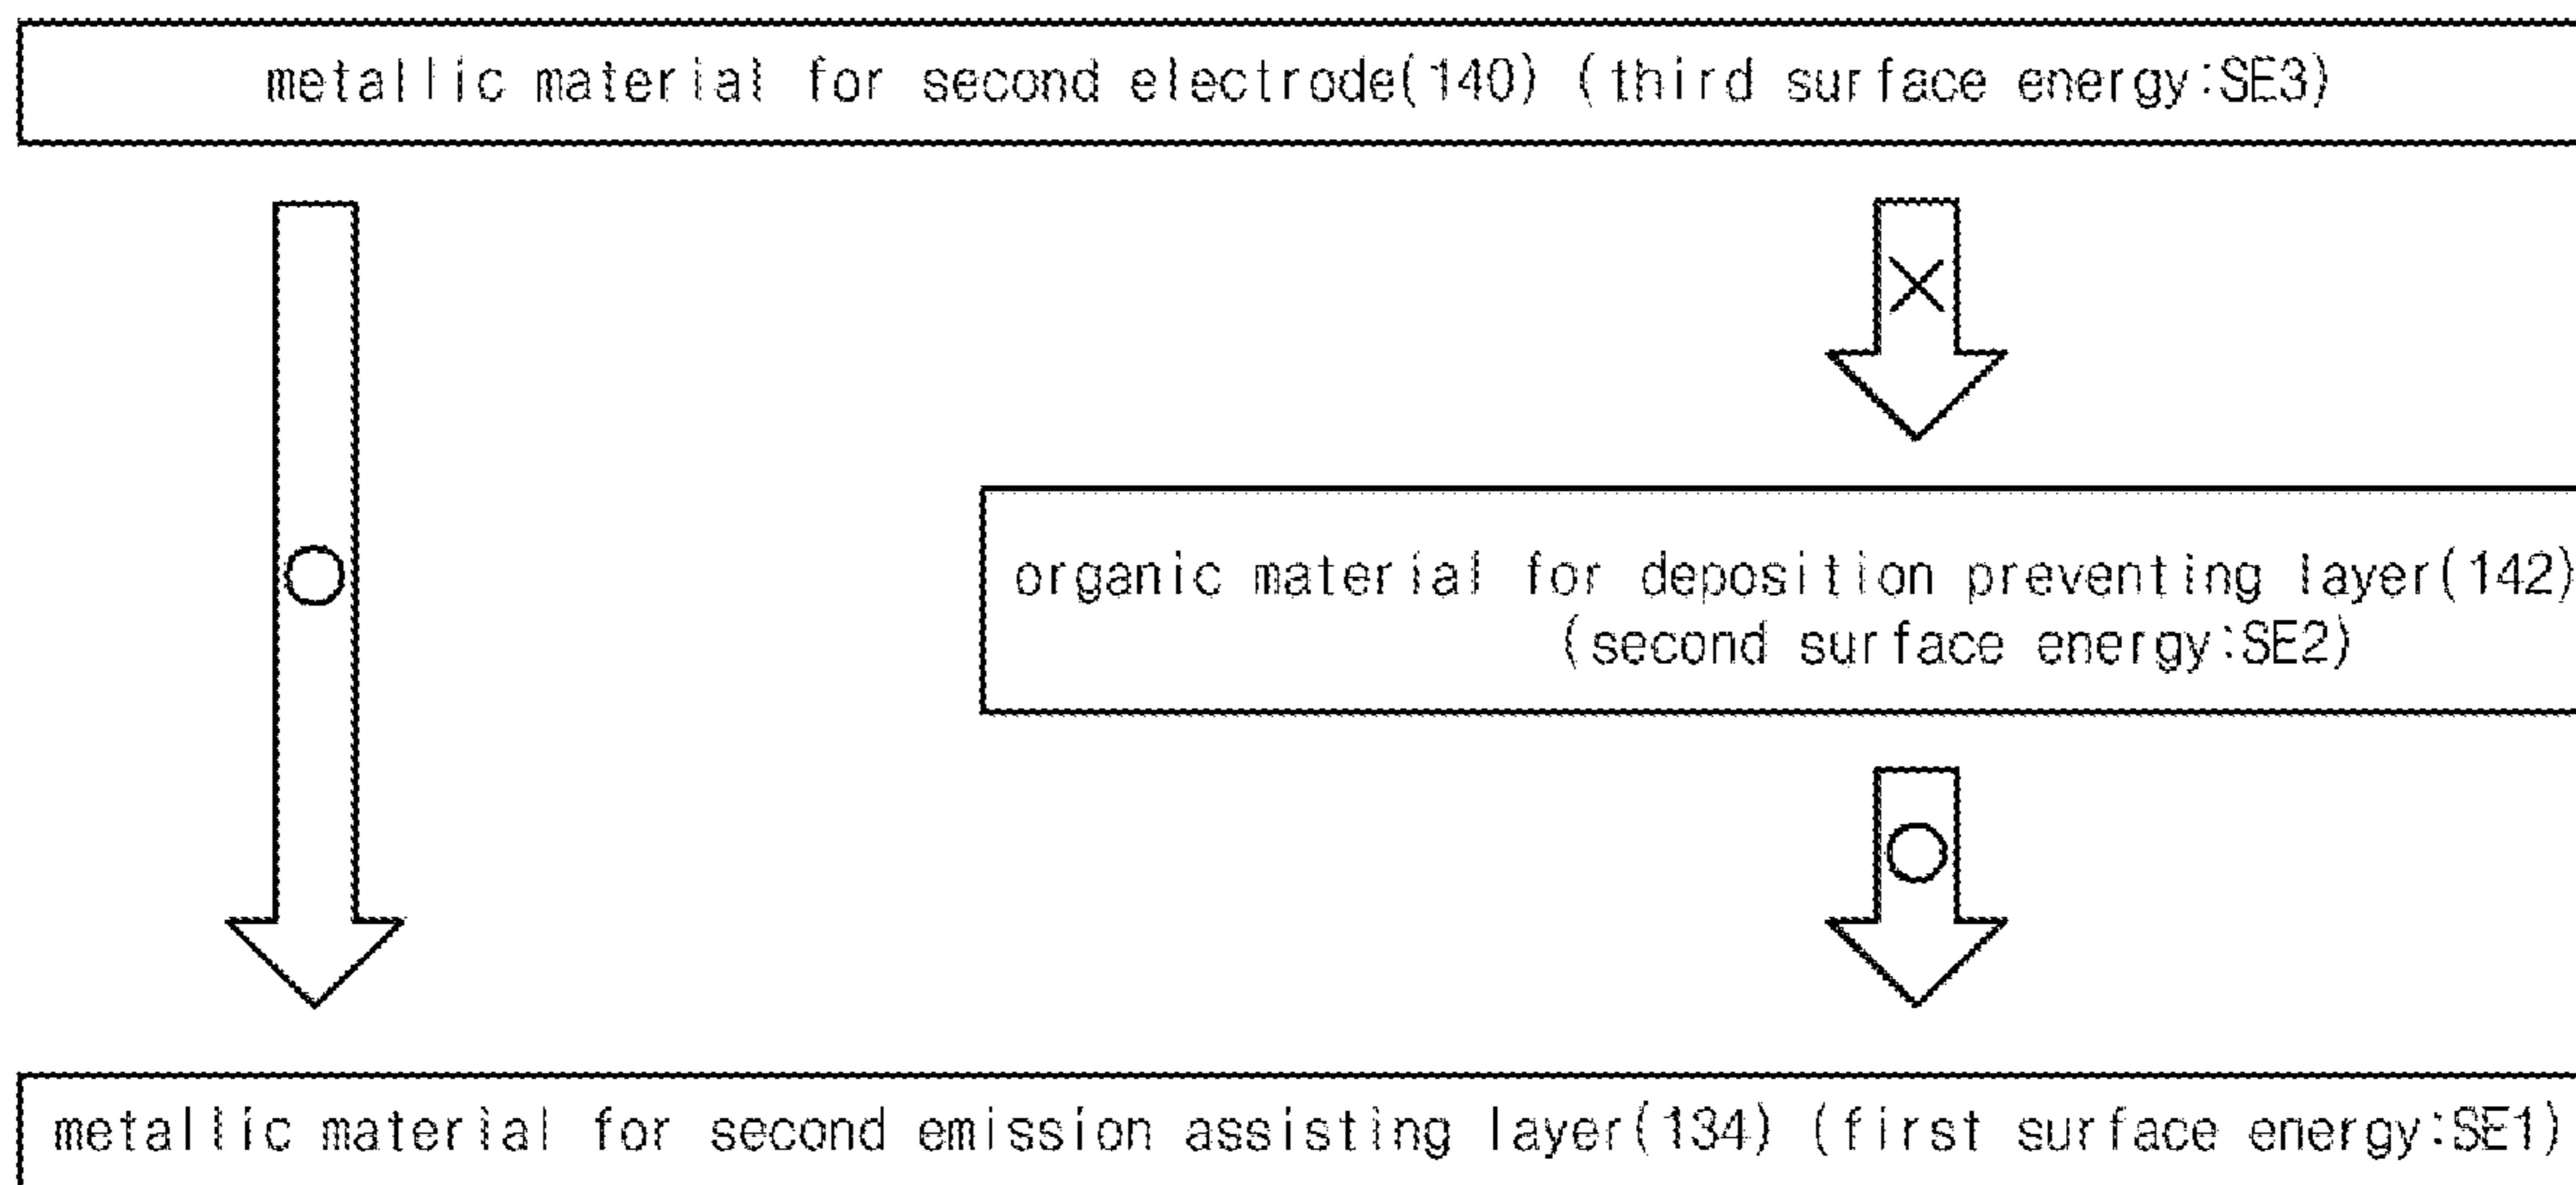 metallic material for second electrode(140) (third surface energy:SE3)
organic material for deposition preventing layer(142)
(second surface energy:SE2)
metallic material for second emission assisting layer(134) (first surface energy:SE1)